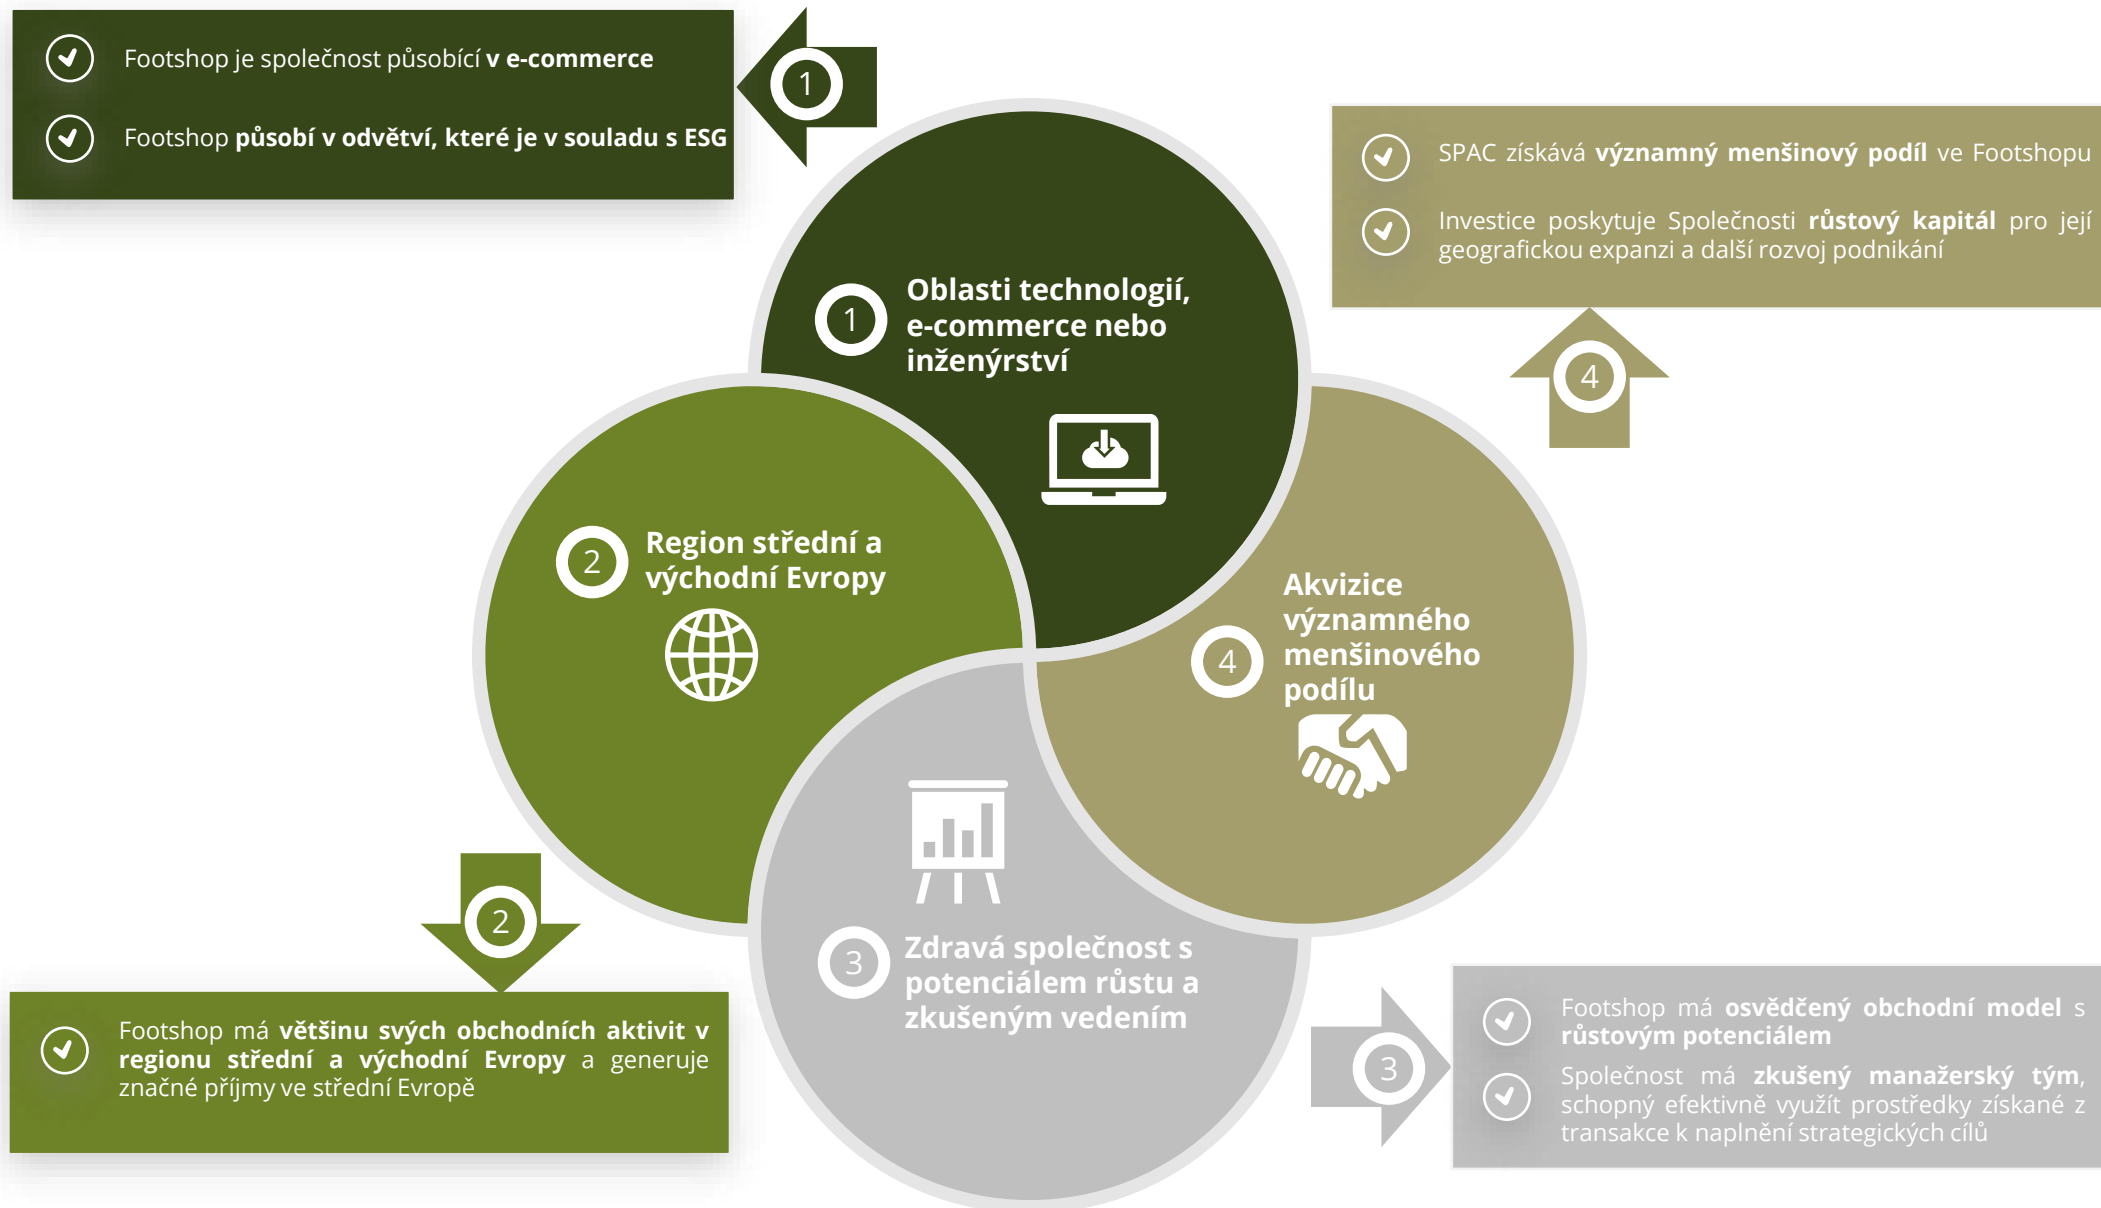 Footshop je společnost působící v e-commerce
Footshop působí v odvětví, které je v souladu s ESG
1
SPAC získává významný menšinový podíl ve Footshopu
Investice poskytuje Společnosti růstový kapitál pro její
geografickou expanzi a další rozvoj podnikání
4
1
Oblasti technologií,
e-commerce nebo
inženýrství
2
Region střední a
východní Evropy
4
Akvizice
významného
menšinového
podílu
3
Zdravá společnost s
potenciálem růstu a
zkušeným vedením
2
Footshop má většinu svých obchodních aktivit v
regionu střední a východní Evropy a generuje
značné příjmy ve střední Evropě
3
Footshop má osvědčený obchodní model s
růstovým potenciálem
Společnost má zkušený manažerský tým,
schopný efektivně využít prostředky získané z
transakce k naplnění strategických cílů